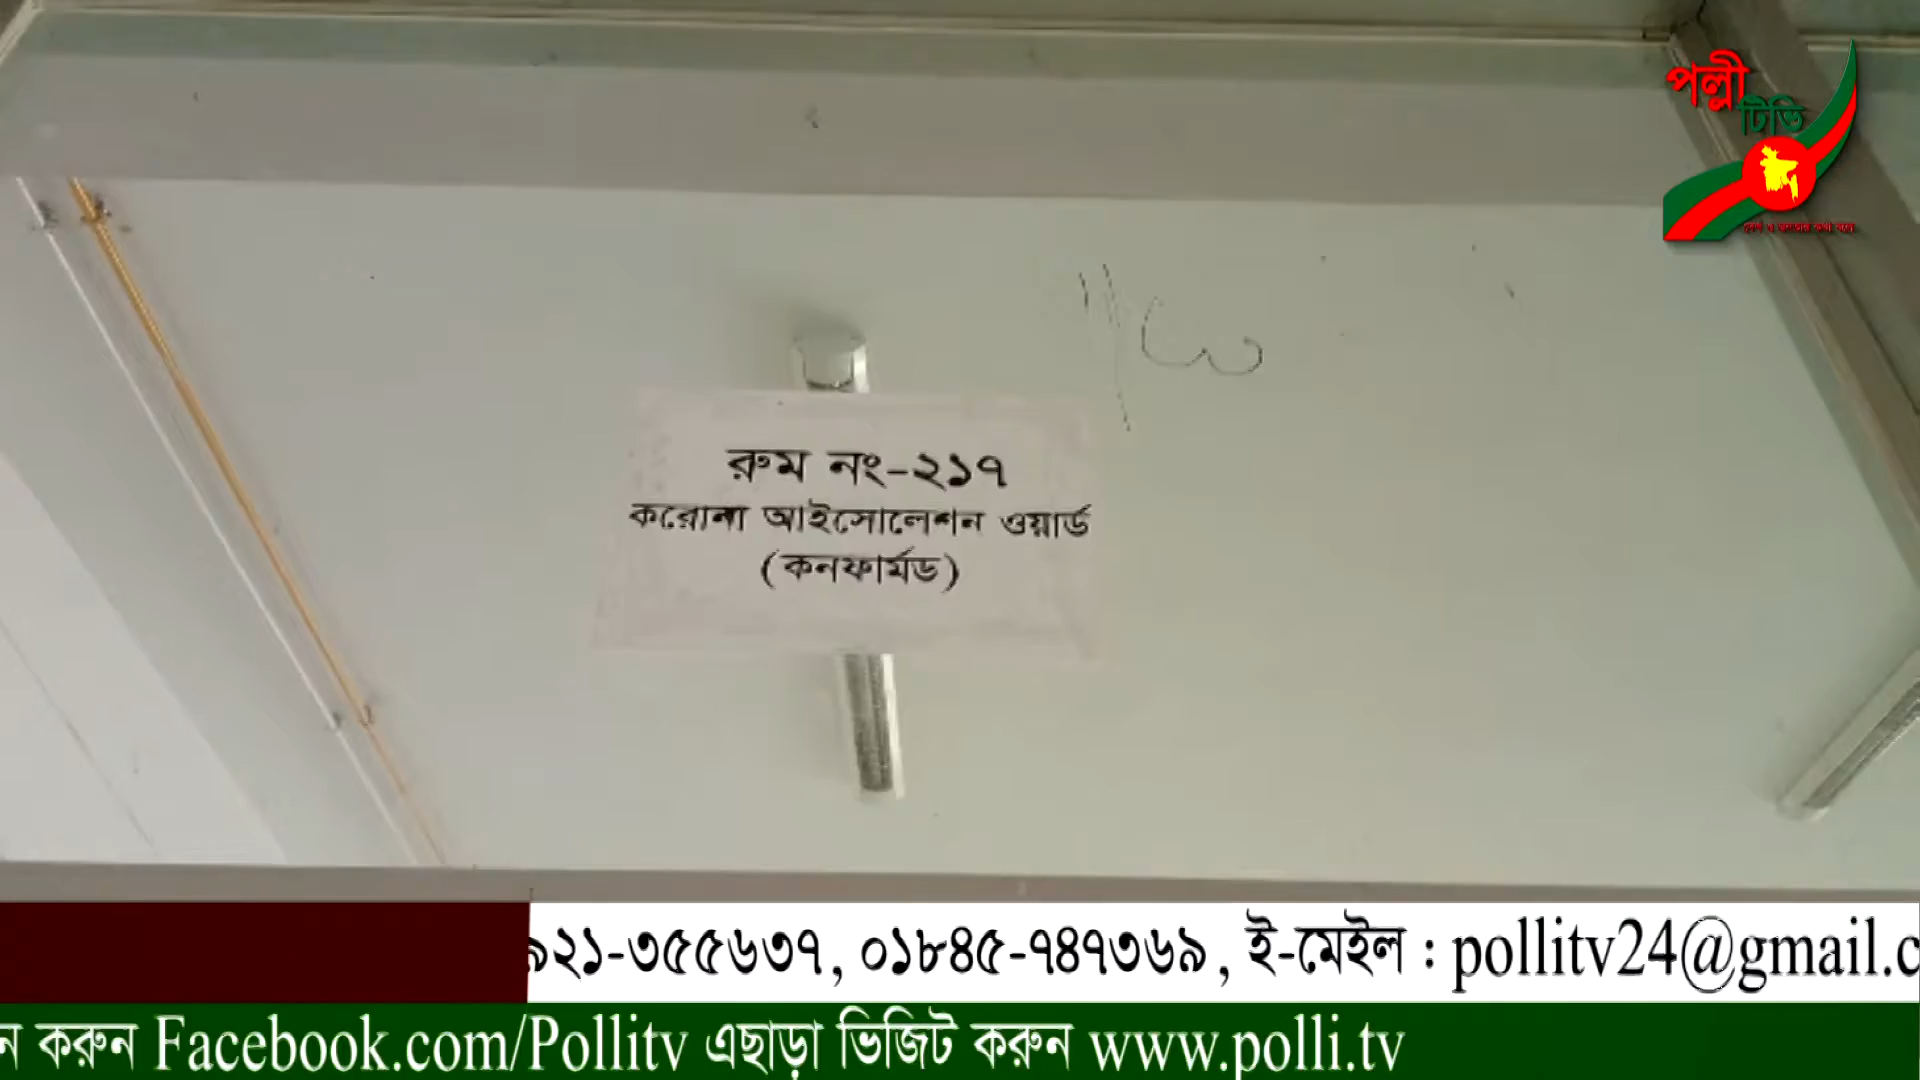 পল্লী
টিভি
রুম নং-২১৭
করোনা আইসোলেশন ওয়ার্ড
(কনফার্মড)
৯২১-৩৫৫৬৩৭, ০১৮৪৫-৭৪৭৩৬৯, ই-মেইল : pollitv24@gmail.c
ন করুন Facebook.com/Pollitv এছাড়া ভিজিট করুন www.polli.tv